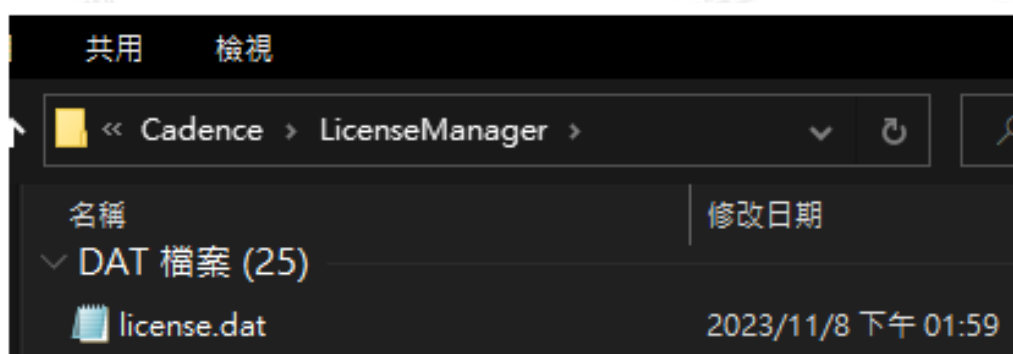 共用 檢視
« Cadence > LicenseManager >
名稱 修改日期
DAT 檔案 (25)
license.dat 2023/11/8 下午 01:59